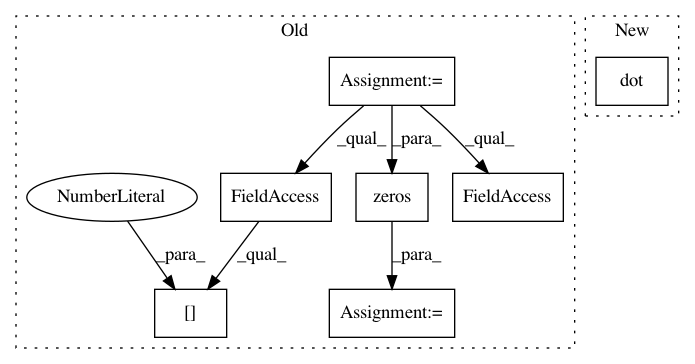 Old
New
Assignment:=
dot
_qual_
_para_
_qual_
NumberLiteral
FieldAccess
zeros
FieldAccess
_para_
_qual_
_para_
[]
Assignment:=